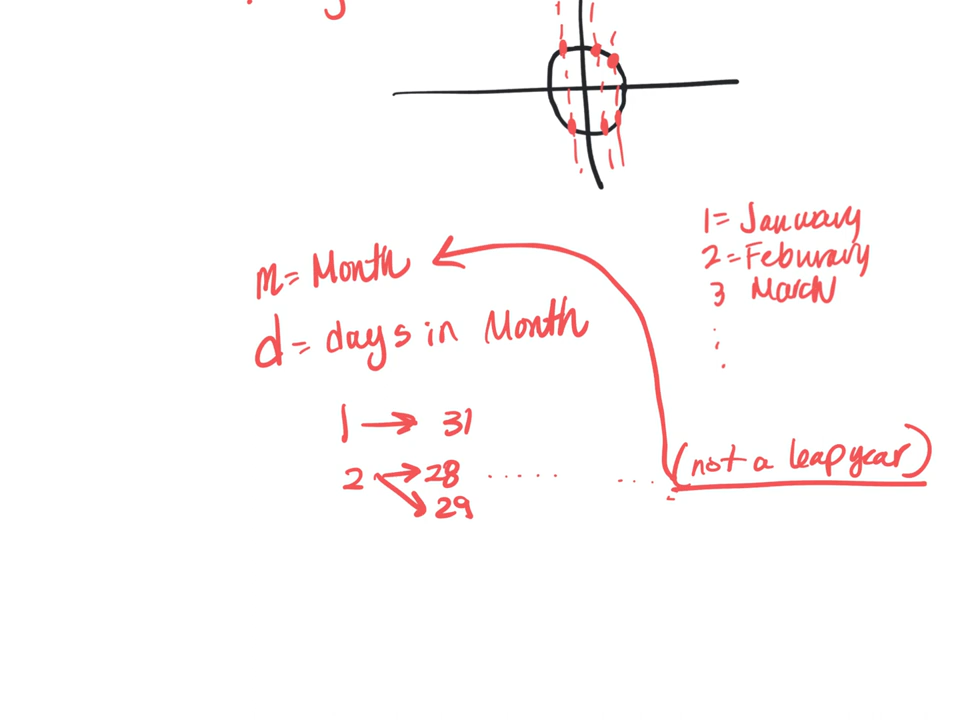 1= January
2=Feburary
3 March
m= Month
d= days in Month
1 → 31
2 → 28 ..... ...
(not a leap year)
→ 29